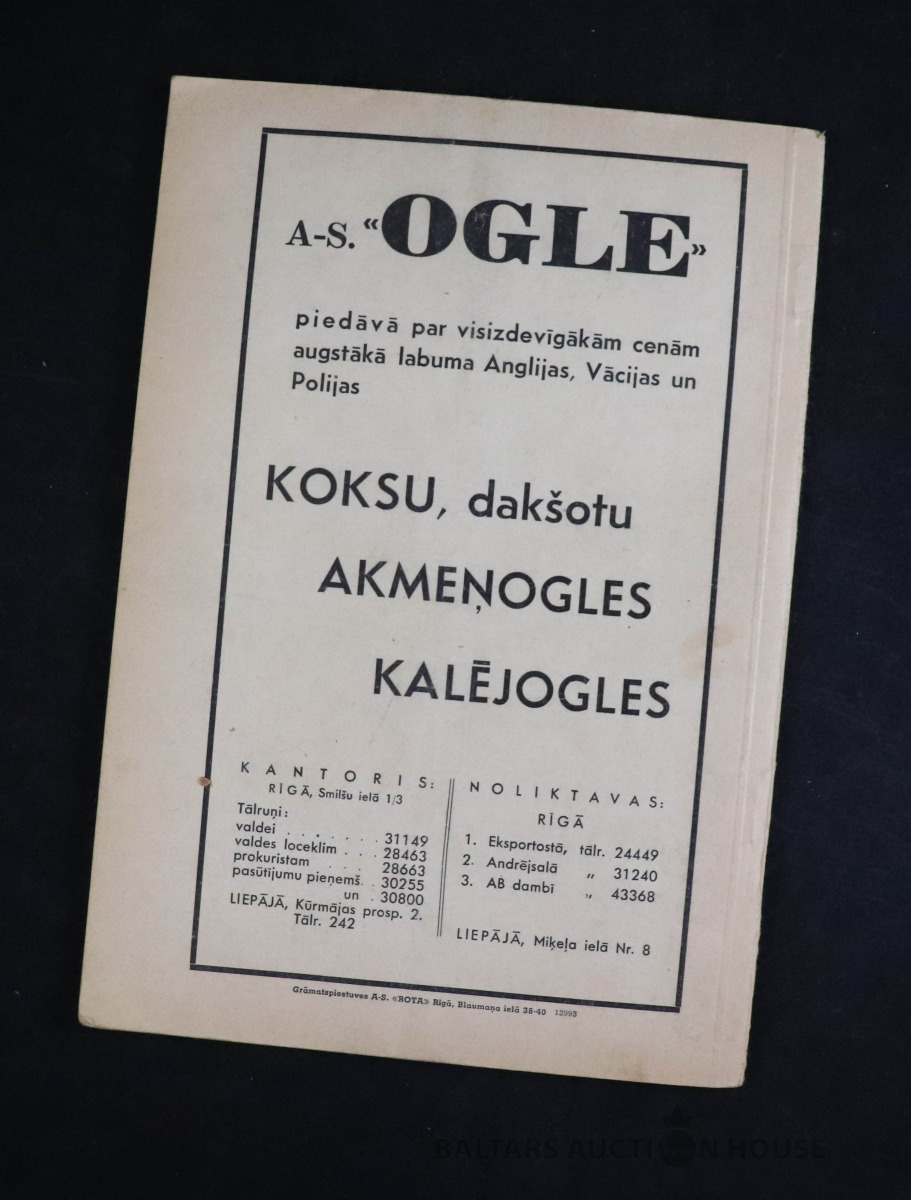 A-S. «OGLE»
piedāvā par visizdevīgākām cenām
augstākā labuma Anglijas, Vācijas un
Polijas
KOKSU, dakšotu
AKMEŅOGLES
KALĒJOGLES
KANTORIS:
RĪGĀ, Smilšu ielā 1/3
Tālruņi:
valdei . . . . . . . 31149
valdes loceklim . . . 28463
prokuristam . . . 28663
pasūtījumu pieņemš. . 30255
un . 30800
LIEPĀJĀ, Kūrmājas prosp. 2.
Tālr. 242
NOLIKTAVAS:
RĪGĀ
1. Eksportostā, tālr. 24449
2. Andrējsalā „ 31240
3. AB dambī „ 43368
LIEPĀJĀ, Miķeļa ielā Nr. 8
Grāmatspiestuves A-S. «ROTA» Rīgā, Blaumaņa ielā 38-40 12993
BALTARS AUCTION HOUSE